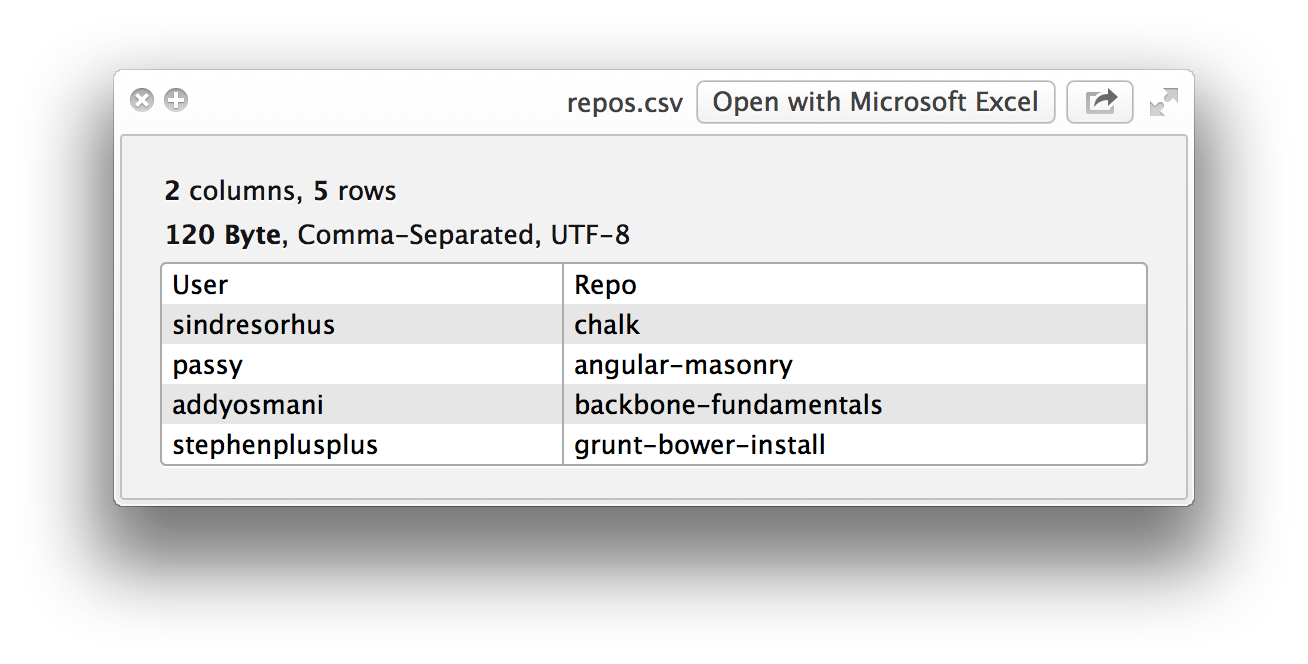 repos.csv Open with Microsoft Excel
2 columns, 5 rows
120 Byte, Comma-Separated, UTF-8
User Repo
sindresorhus chalk
passy angular-masonry
addyosmani backbone-fundamentals
stephenplusplus grunt-bower-install